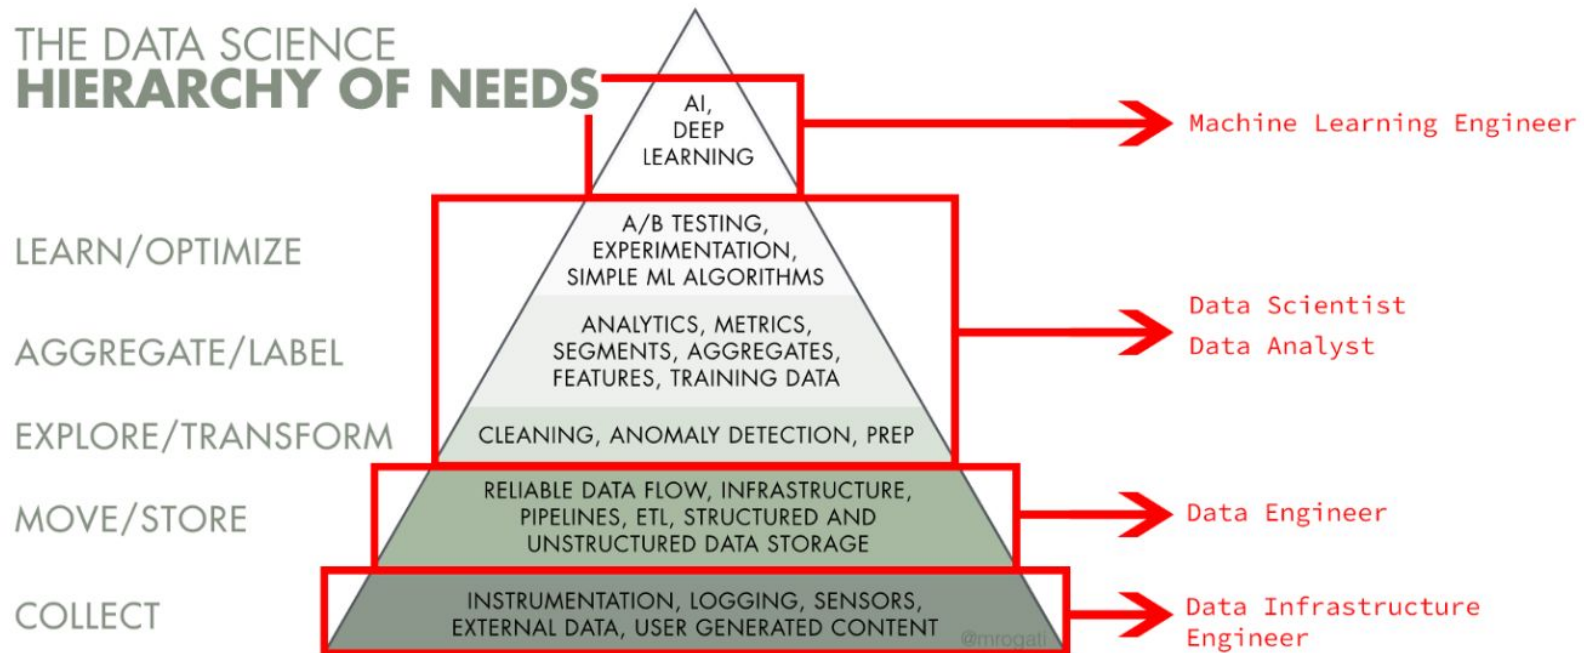 THE DATA SCIENCE
HIERARCHY OF NEEDS
AI,
DEEP
LEARNING
Machine Learning Engineer
LEARN/OPTIMIZE
A/B TESTING,
EXPERIMENTATION,
SIMPLE ML ALGORITHMS
AGGREGATE/LABEL
ANALYTICS, METRICS,
SEGMENTS, AGGREGATES,
FEATURES, TRAINING DATA
Data Scientist
Data Analyst
EXPLORE/TRANSFORM
CLEANING, ANOMALY DETECTION, PREP
MOVE/STORE
RELIABLE DATA FLOW, INFRASTRUCTURE,
PIPELINES, ETL, STRUCTURED AND
UNSTRUCTURED DATA STORAGE
Data Engineer
COLLECT
INSTRUMENTATION, LOGGING, SENSORS,
EXTERNAL DATA, USER GENERATED CONTENT
@mrogati
Data Infrastructure
Engineer